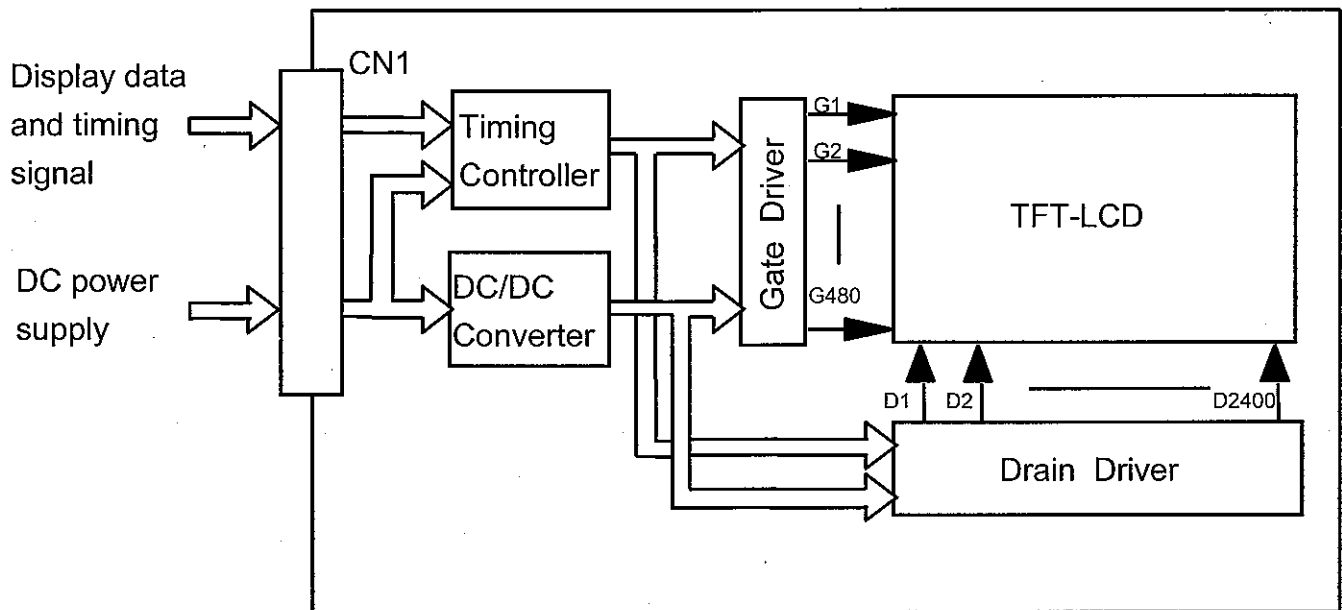 CN1
Display data
and timing
signal
DC power
supply
Timing
Controller
DC/DC
Converter
Gate Driver
G1
G2
G480
TFT-LCD
D1
D2
D2400
Drain Driver